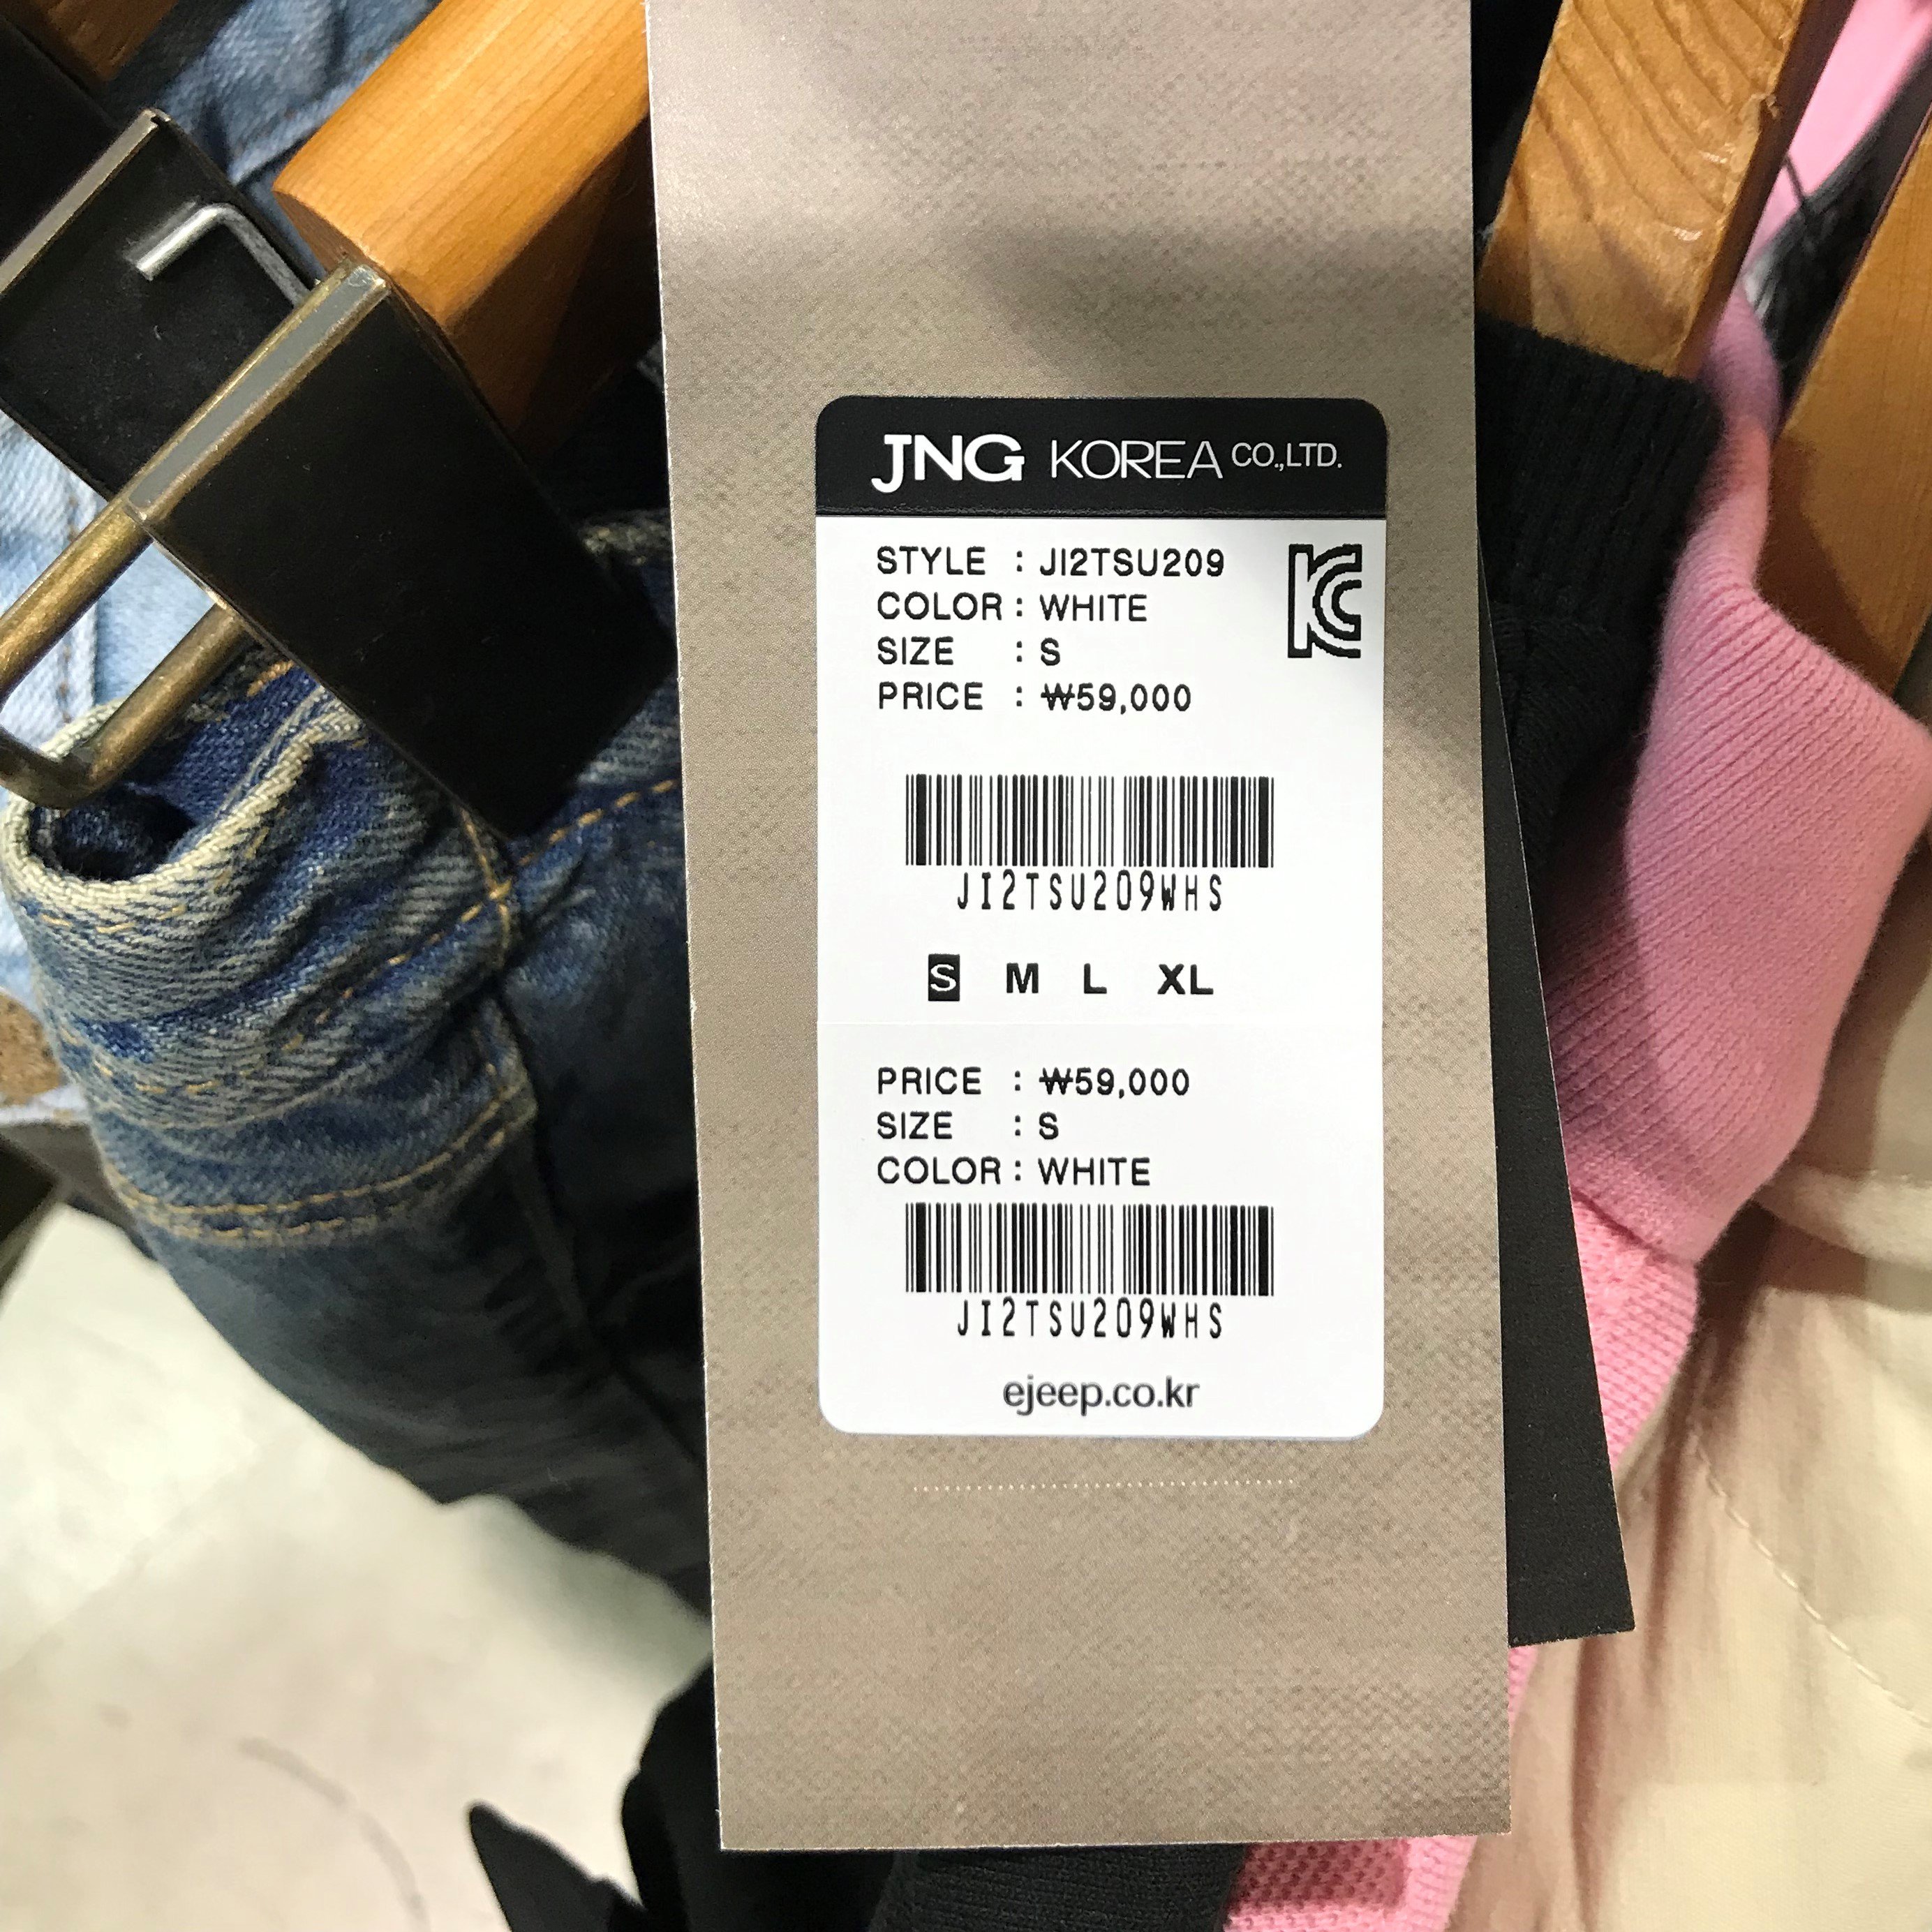 JNG KOREA CO.,LTD.
STYLE : JI2TSU209
COLOR : WHITE
SIZE : S
PRICE : ₩59,000
KC
JI2TSU209WHS
S M L XL
PRICE : ₩59,000
SIZE : S
COLOR : WHITE
JI2TSU209WHS
ejeep.co.kr